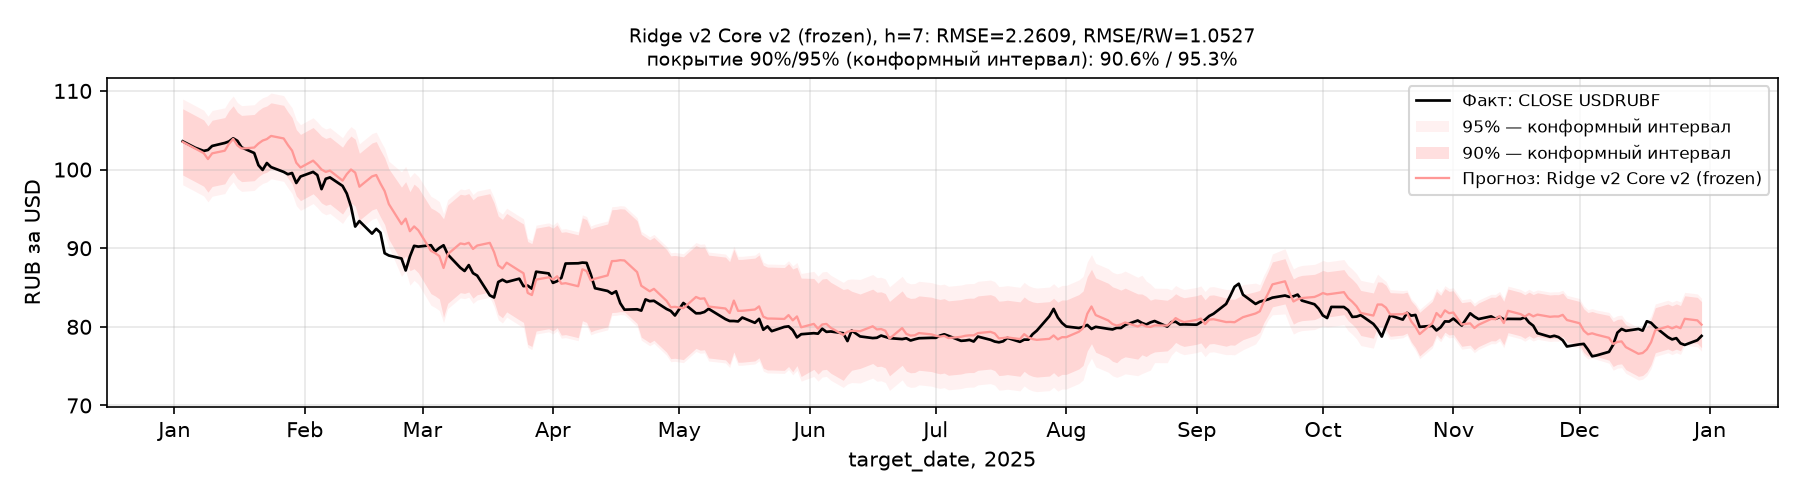 Ridge v2 Core v2 (frozen), h=7: RMSE=2.2609, RMSE/RW=1.0527
покрытие 90%/95% (конформный интервал): 90.6% / 95.3%
110
100
90
80
70
RUB за USD
Факт: CLOSE USDRUBF
95% — конформный интервал
90% — конформный интервал
Прогноз: Ridge v2 Core v2 (frozen)
Jan Feb Mar Apr May Jun Jul Aug Sep Oct Nov Dec Jan
target_date, 2025